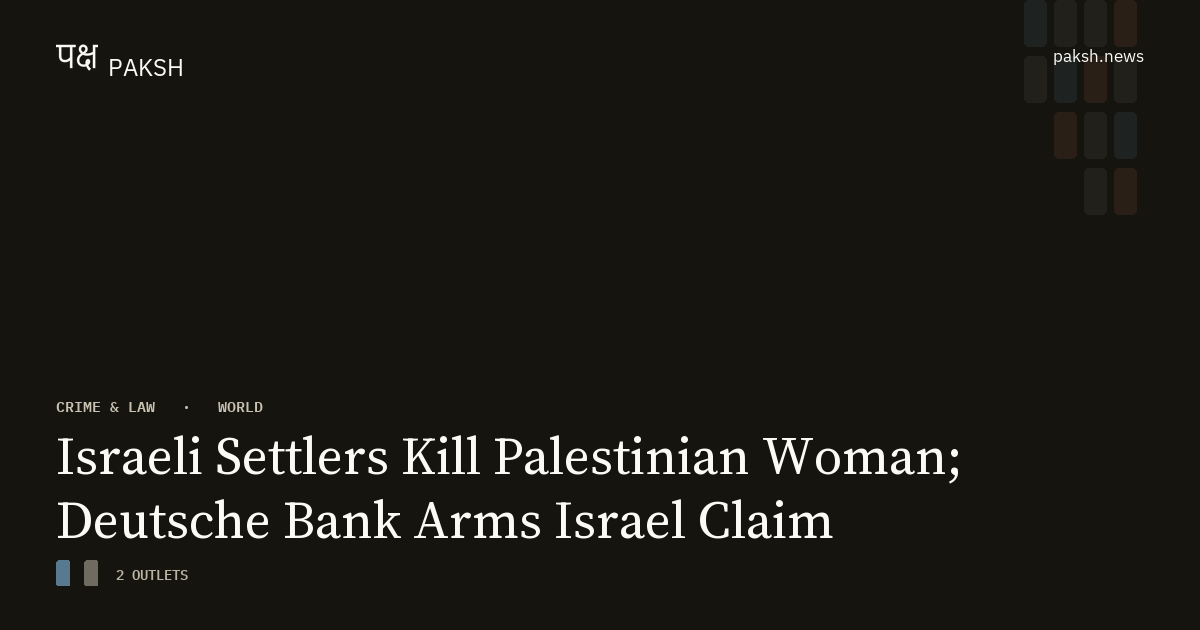 पक्ष PAKSH
paksh.news
CRIME & LAW · WORLD
Israeli Settlers Kill Palestinian Woman;
Deutsche Bank Arms Israel Claim
2 OUTLETS